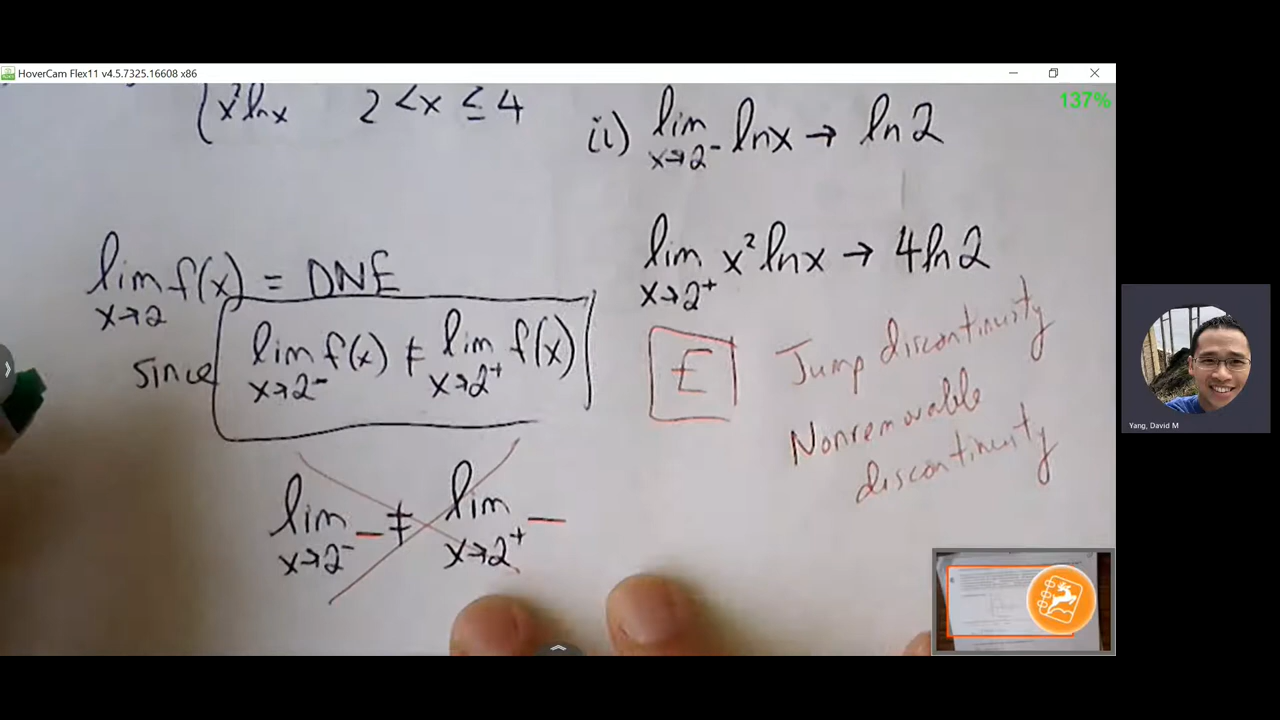 HoverCam Flex11 v4.5.7325.16608 x86
137%
x²lnx 2 < x ≤ 4
ii) lim x→2⁻ lnx → ln2
lim x→2⁺ x²lnx → 4ln2
lim x→2 f(x) = DNE
since lim x→2⁻ f(x) ≠ lim x→2⁺ f(x)
E
Jump discontinuity
Nonremovable
discontinuity
lim x→2⁻ _ ≠ lim x→2⁺ _
Yang, David M